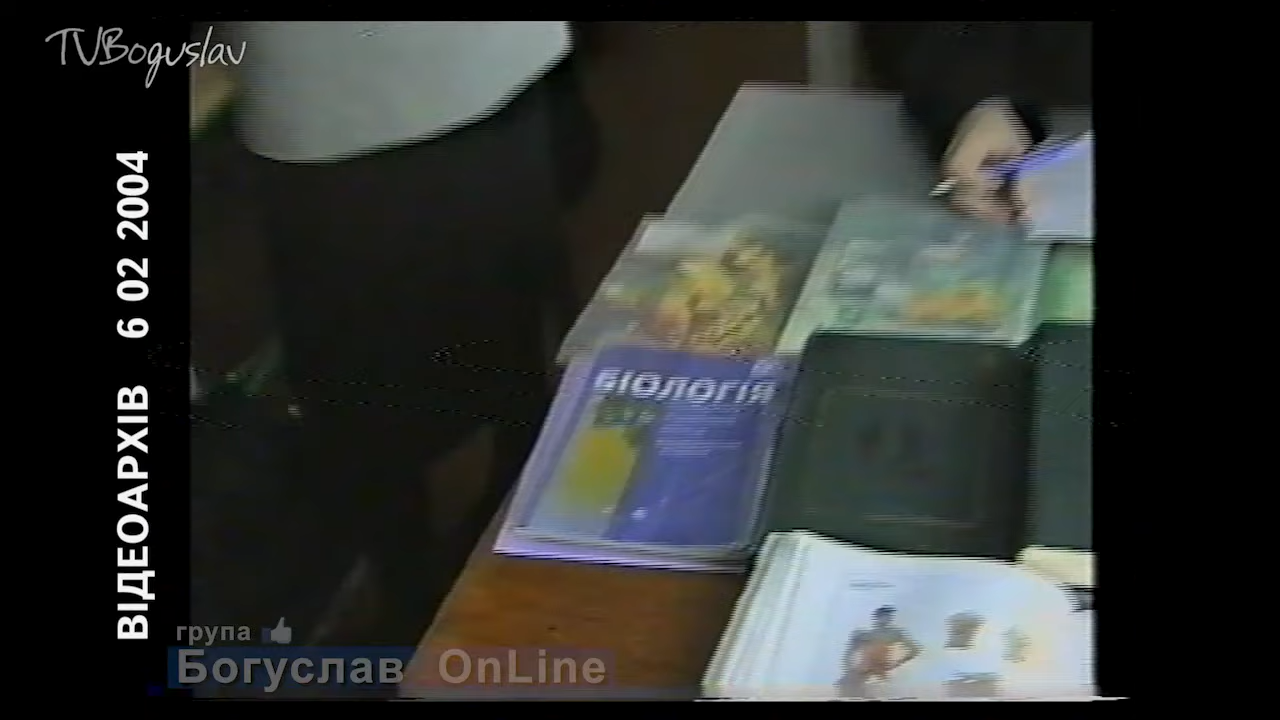 TVBoguslav
ВІДЕОАРХІВ 6 02 2004
БІОЛОГІЯ
група
Богуслав OnLine